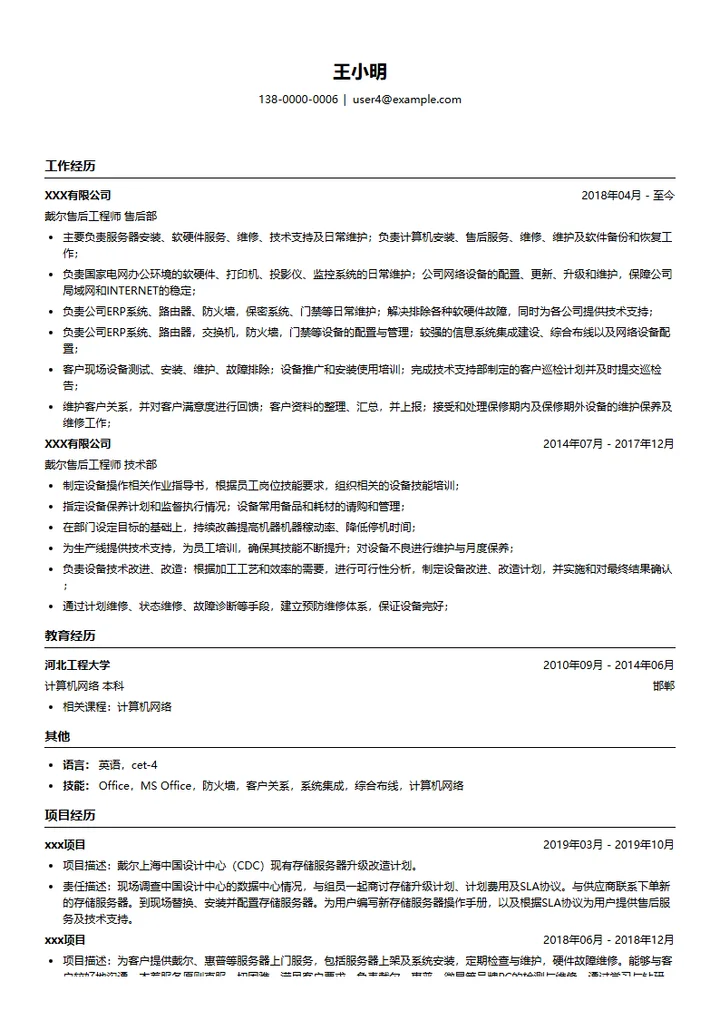 王小明
138-0000-0006 | user4@example.com
工作经历
XXX有限公司 2018年04月 - 至今
戴尔售后工程师 售后部
• 主要负责服务器安装、软硬件服务、维修、技术支持及日常维护；负责计算机安装、售后服务、维修、维护及软件备份和恢复工
作；
• 负责国家电网办公环境的软硬件、打印机、投影仪、监控系统的日常维护；公司网络设备的配置、更新、升级和维护，保障公司
局域网和INTERNET的稳定；
• 负责公司ERP系统、路由器、防火墙，保密系统、门禁等日常维护；解决排除各种软硬件故障，同时为各公司提供技术支持；
• 负责公司ERP系统、路由器，交换机，防火墙，门禁等设备的配置与管理；较强的信息系统集成建设、综合布线以及网络设备配
置；
• 客户现场设备测试、安装、维护、故障排除；设备推广和安装使用培训；完成技术支持部制定的客户巡检计划并及时提交巡检
告；
• 维护客户关系，并对客户满意度进行回馈；客户资料的整理、汇总，并上报；接受和处理保修期内及保修期外设备的维护保养及
维修工作；
XXX有限公司 2014年07月 - 2017年12月
戴尔售后工程师 技术部
• 制定设备操作相关作业指导书，根据员工岗位技能要求，组织相关的设备技能培训；
• 指定设备保养计划和监督执行情况；设备常用备品和耗材的请购和管理；
• 在部门设定目标的基础上，持续改善提高机器机器稼动率、降低停机时间；
• 为生产线提供技术支持，为员工培训，确保其技能不断提升；对设备不良进行维护与月度保养；
• 负责设备技术改进、改造：根据加工工艺和效率的需要，进行可行性分析，制定设备改进、改造计划，并实施和对最终结果确认
；
• 通过计划维修、状态维修、故障诊断等手段，建立预防维修体系，保证设备完好；
教育经历
河北工程大学 2010年09月 - 2014年06月
计算机网络 本科 邯郸
• 相关课程：计算机网络
其他
• 语言： 英语，cet-4
• 技能： Office，MS Office，防火墙，客户关系，系统集成，综合布线，计算机网络
项目经历
xxx项目 2019年03月 - 2019年10月
• 项目描述：戴尔上海中国设计中心（CDC）现有存储服务器升级改造计划。
• 责任描述：现场调查中国设计中心的数据中心情况，与组员一起商讨存储升级计划、计划费用及SLA协议。与供应商联系下单新
的存储服务器。到现场替换、安装并配置存储服务器。为用户编写新存储服务器操作手册，以及根据SLA协议为用户提供售后服
务及技术支持。
xxx项目 2018年06月 - 2018年12月
• 项目描述：为客户提供戴尔、惠普等服务器上门服务，包括服务器上架及系统安装，定期检查与维护，硬件故障维修。能够与客